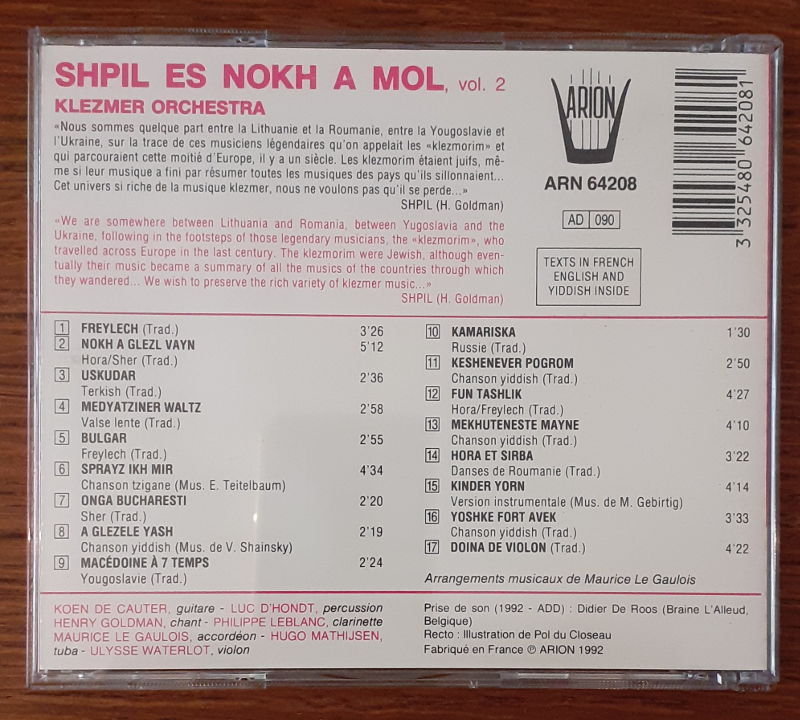 SHPIL ES NOKH A MOL, vol. 2
KLEZMER ORCHESTRA
«Nous sommes quelque part entre la Lithuanie et la Roumanie, entre la Yougoslavie et
l'Ukraine, sur la trace de ces musiciens légendaires qu'on appelait les «klezmorim» et
qui parcouraient cette moitié d'Europe, il y a un siècle. Les klezmorim étaient juifs, mê-
me si leur musique a fini par résumer toutes les musiques des pays qu'ils sillonnaient...
Cet univers si riche de la musique klezmer, nous ne voulons pas qu'il se perde...»
SHPIL (H. Goldman)
«We are somewhere between Lithuania and Romania, between Yugoslavia and the
Ukraine, following in the footsteps of those legendary musicians, the «klezmorim», who
travelled across Europe in the last century. The klezmorim were Jewish, although even-
tually their music became a summary of all the musics of the countries through which
they wandered... We wish to preserve the rich variety of klezmer music...»
SHPIL (H. Goldman)
ARION
ARN 64208
AD 090
TEXTS IN FRENCH
ENGLISH AND
YIDDISH INSIDE
3 325480 642081
1 FREYLECH (Trad.) 3'26
2 NOKH A GLEZL VAYN 5'12
Hora/Sher (Trad.)
3 USKUDAR 2'36
Terkish (Trad.)
4 MEDYATZINER WALTZ 2'58
Valse lente (Trad.)
5 BULGAR 2'55
Freylech (Trad.)
6 SPRAYZ IKH MIR 4'34
Chanson tzigane (Mus. E. Teitelbaum)
7 ONGA BUCHARESTI 2'20
Sher (Trad.)
8 A GLEZELE YASH 2'19
Chanson yiddish (Mus. de V. Shainsky)
9 MACÉDOINE À 7 TEMPS 2'24
Yougoslavie (Trad.)
10 KAMARISKA 1'30
Russie (Trad.)
11 KESHENEVER POGROM 2'50
Chanson yiddish (Trad.)
12 FUN TASHLIK 4'27
Hora/Freylech (Trad.)
13 MEKHUTENESTE MAYNE 4'10
Chanson yiddish (Trad.)
14 HORA ET SIRBA 3'22
Danses de Roumanie (Trad.)
15 KINDER YORN 4'14
Version instrumentale (Mus. de M. Gebirtig)
16 YOSHKE FORT AVEK 3'33
Chanson yiddish (Trad.)
17 DOINA DE VIOLON (Trad.) 4'22
Arrangements musicaux de Maurice Le Gaulois
KOEN DE CAUTER, guitare - LUC D'HONDT, percussion
HENRY GOLDMAN, chant - PHILIPPE LEBLANC, clarinette
MAURICE LE GAULOIS, accordéon - HUGO MATHIJSEN,
tuba - ULYSSE WATERLOT, violon
Prise de son (1992 - ADD) : Didier De Roos (Braine L'Alleud,
Belgique)
Recto : Illustration de Pol du Closeau
Fabriqué en France ℗ ARION 1992